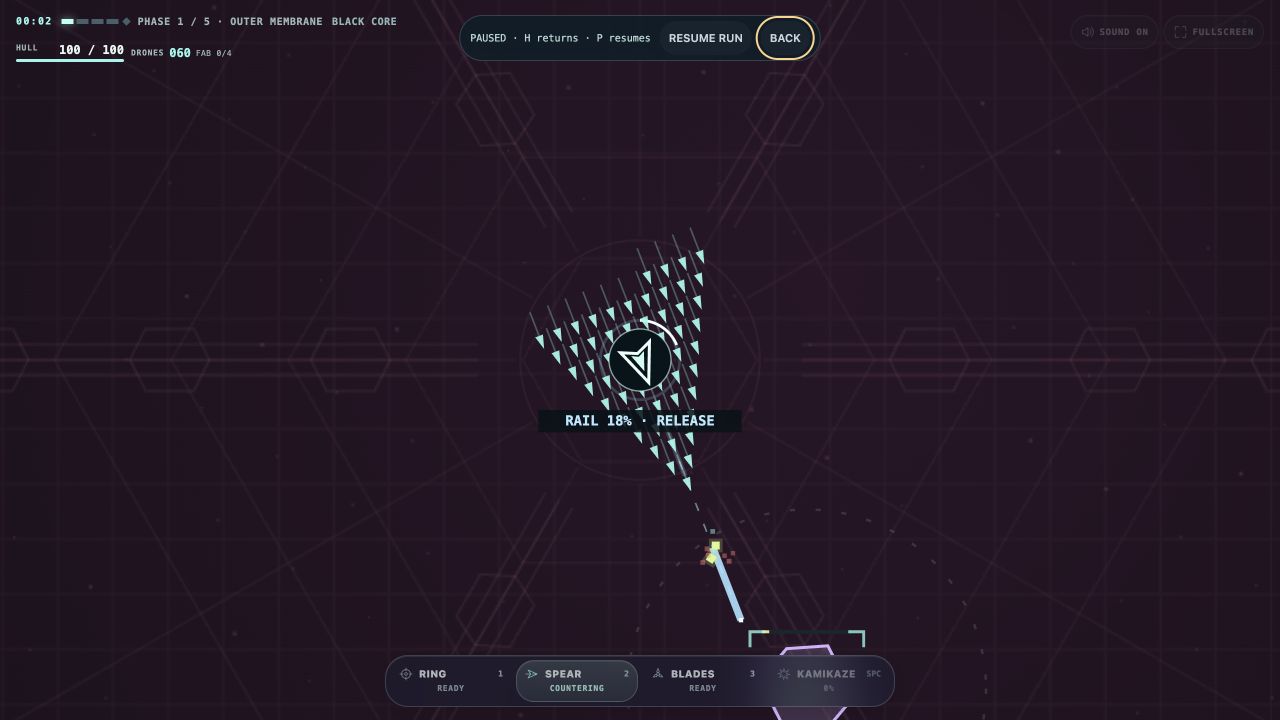 00:02 PHASE 1 / 5 · OUTER MEMBRANE BLACK CORE
HULL 100 / 100 DRONES 060 FAB 0/4
PAUSED · H returns · P resumes RESUME RUN BACK
SOUND ON FULLSCREEN
RAIL 18% · RELEASE
RING 1
READY
SPEAR 2
COUNTERING
BLADES 3
READY
KAMIKAZE SPC
0%